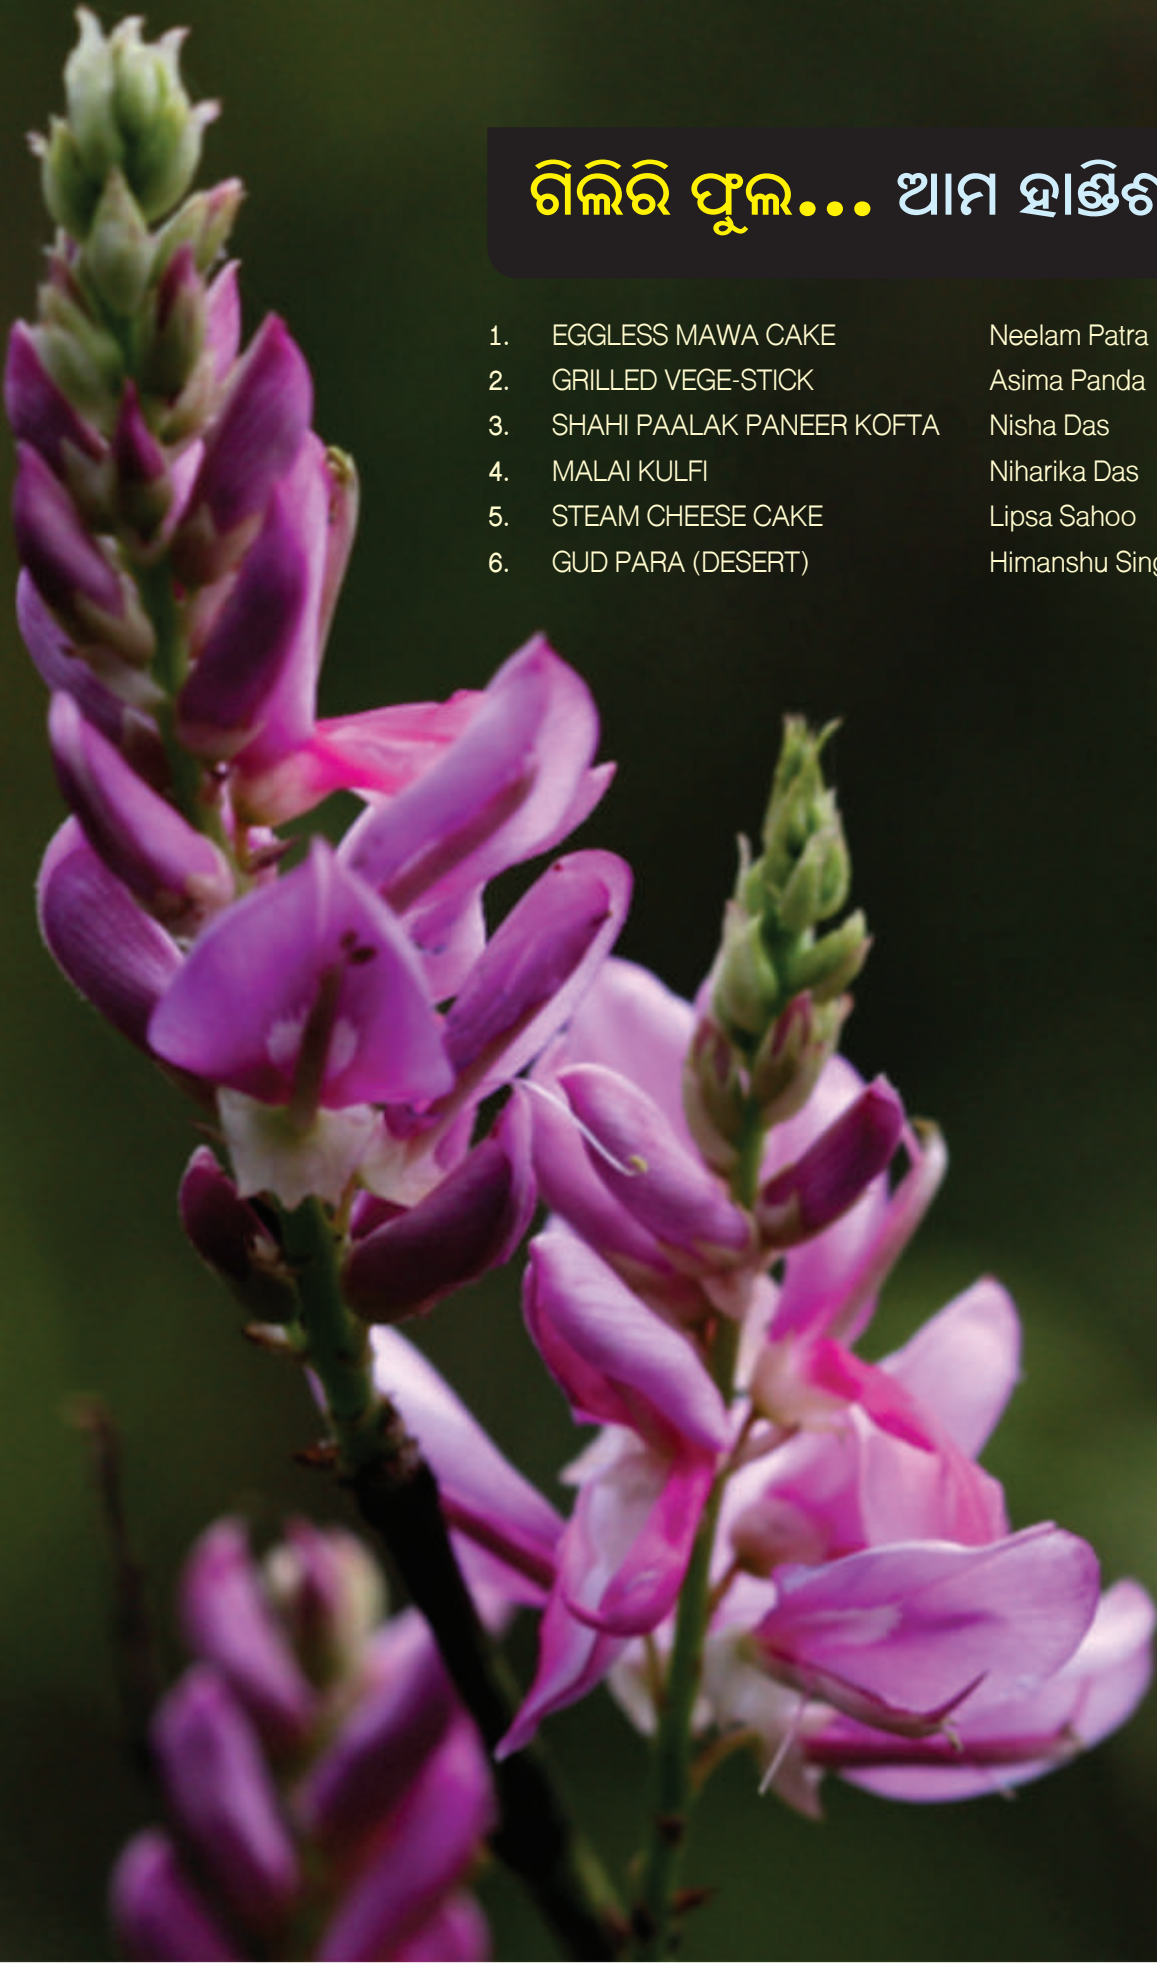 ଗିଲିରି ଫୁଲ... ଆମ
1. EGGLESS MAWA CAKE Neelam Patra
2. GRILLED VEGE-STICK Asima Panda
3. SHAHI PAALAK PANEER KOFTA Nisha Das
4. MALAI KULFI Niharika Das
5. STEAM CHEESE CAKE Lipsa Sahoo
6. GUD PARA (DESERT) Himanshu